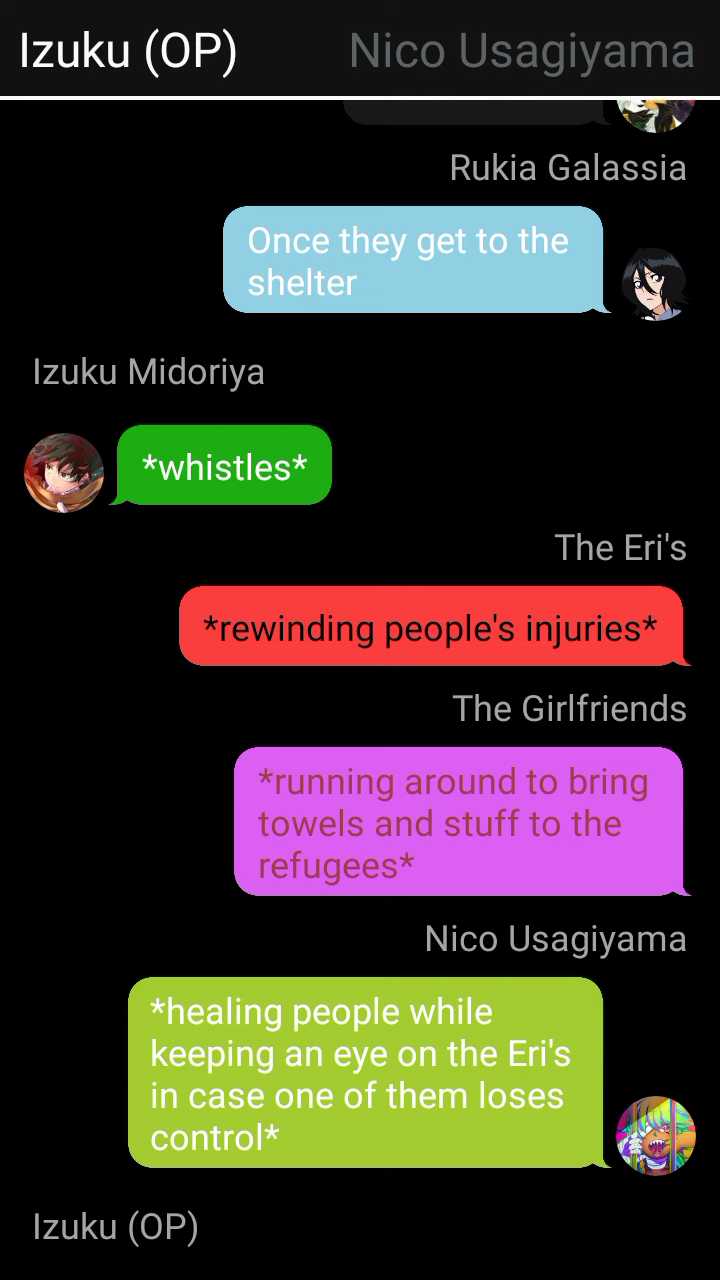 Izuku (OP) Nico Usagiyama
Rukia Galassia
Once they get to the
shelter
Izuku Midoriya
*whistles*
The Eri's
*rewinding people's injuries*
The Girlfriends
*running around to bring
towels and stuff to the
refugees*
Nico Usagiyama
*healing people while
keeping an eye on the Eri's
in case one of them loses
control*
Izuku (OP)